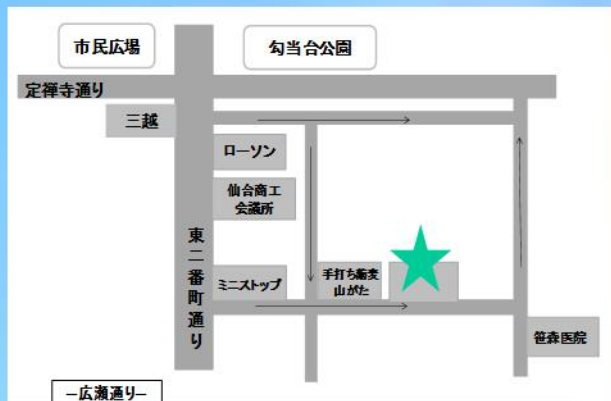 市民広場
勾当台公園
定禅寺通り
三越
ローソン
仙台商工
会議所
東二番町通り
ミニストップ
手打ち蕎麦
山がた
笹森医院
ー広瀬通りー